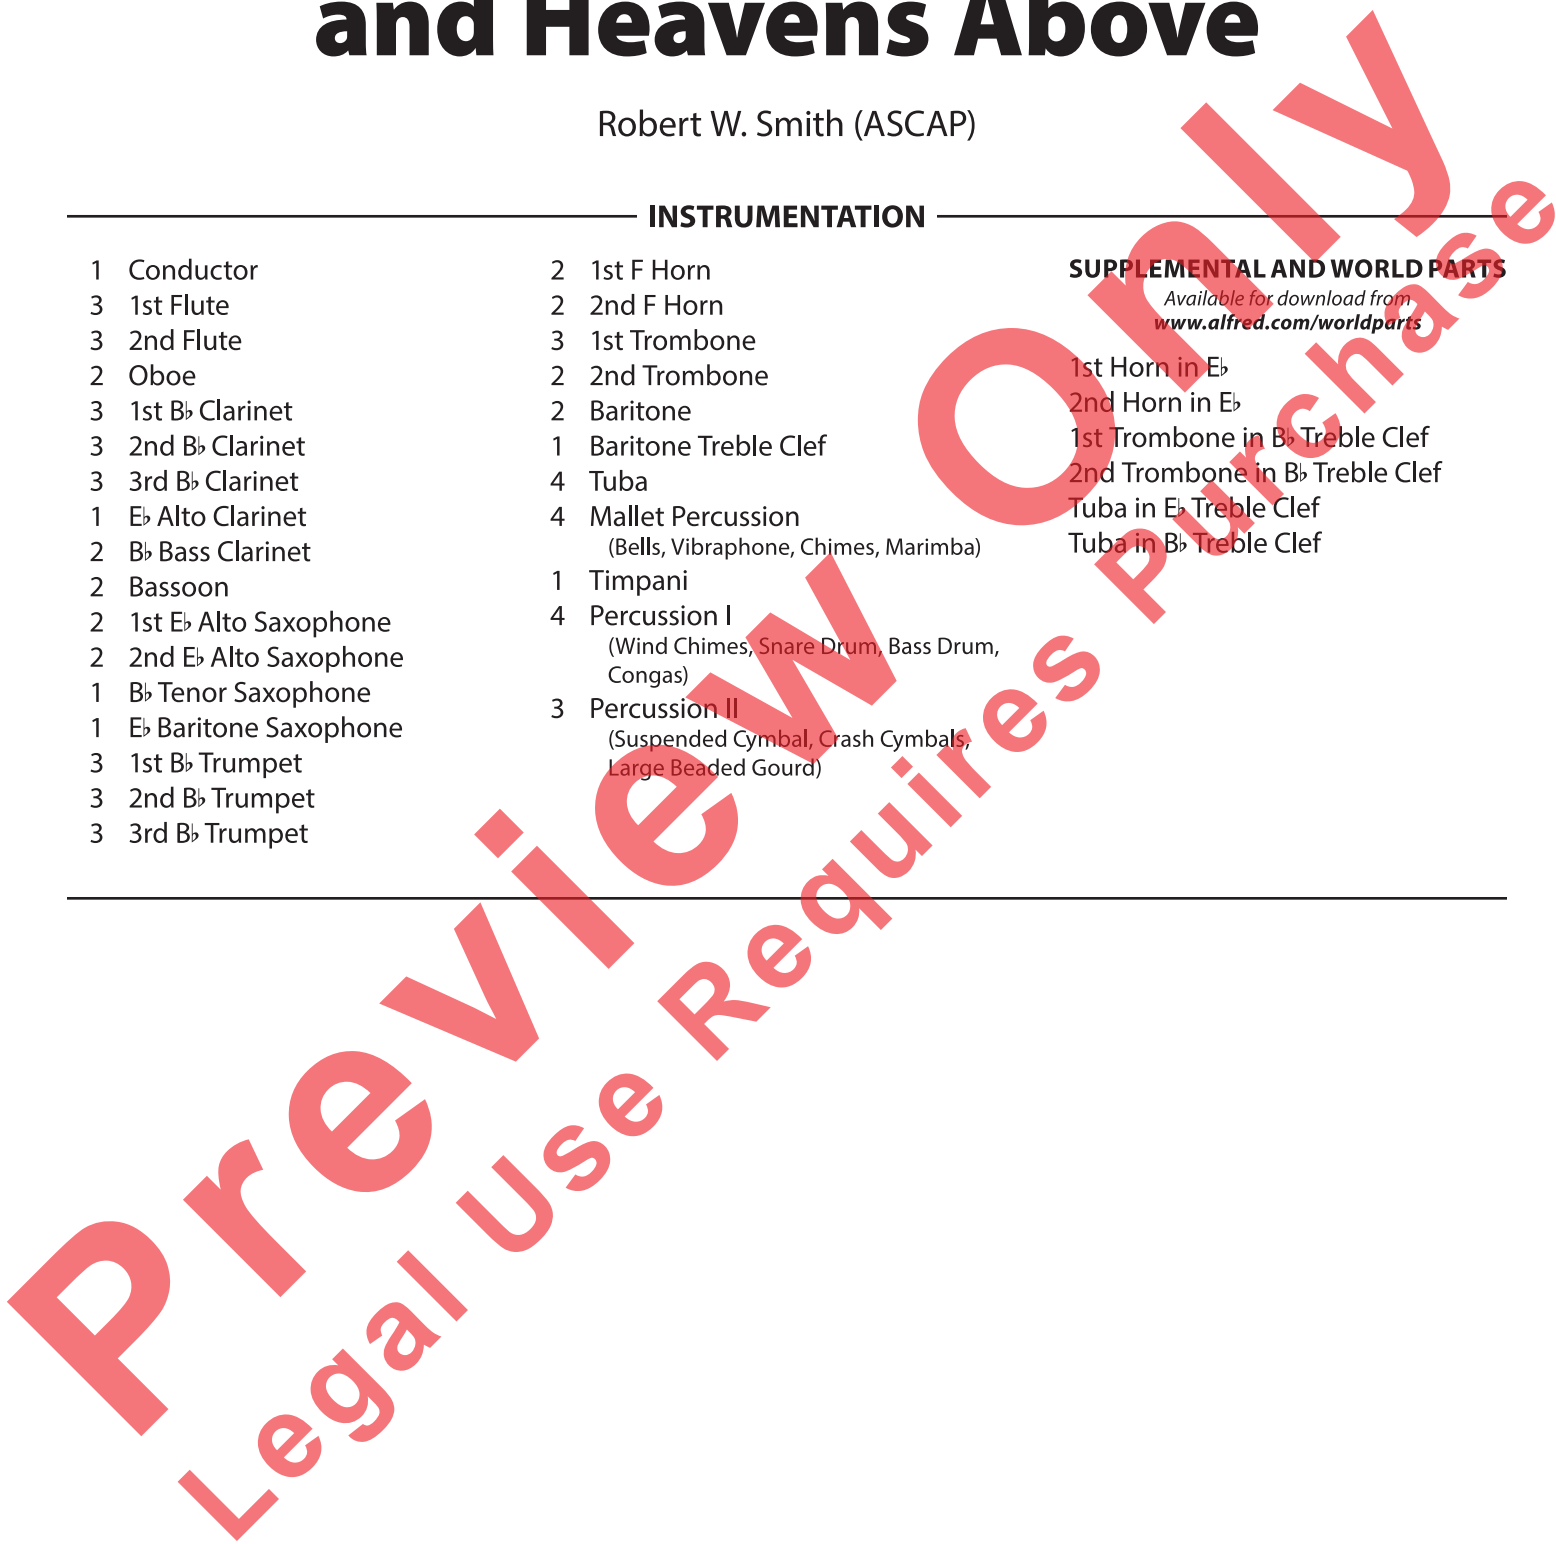 and Heavens Above
Robert W. Smith (ASCAP)
INSTRUMENTATION
1 Conductor
3 1st Flute
3 2nd Flute
2 Oboe
3 1st B♭ Clarinet
3 2nd B♭ Clarinet
3 3rd B♭ Clarinet
1 E♭ Alto Clarinet
2 B♭ Bass Clarinet
2 Bassoon
2 1st E♭ Alto Saxophone
2 2nd E♭ Alto Saxophone
1 B♭ Tenor Saxophone
1 E♭ Baritone Saxophone
3 1st B♭ Trumpet
3 2nd B♭ Trumpet
3 3rd B♭ Trumpet
2 1st F Horn
2 2nd F Horn
3 1st Trombone
2 2nd Trombone
2 Baritone
1 Baritone Treble Clef
4 Tuba
4 Mallet Percussion
(Bells, Vibraphone, Chimes, Marimba)
1 Timpani
4 Percussion I
(Wind Chimes, Snare Drum, Bass Drum,
Congas)
3 Percussion II
(Suspended Cymbal, Crash Cymbals,
Large Beaded Gourd)
SUPPLEMENTAL AND WORLD PARTS
Available for download from
www.alfred.com/worldparts
1st Horn in E♭
2nd Horn in E♭
1st Trombone in B♭ Treble Clef
2nd Trombone in B♭ Treble Clef
Tuba in E♭ Treble Clef
Tuba in B♭ Treble Clef
Preview Only
Legal Use Requires Purchase